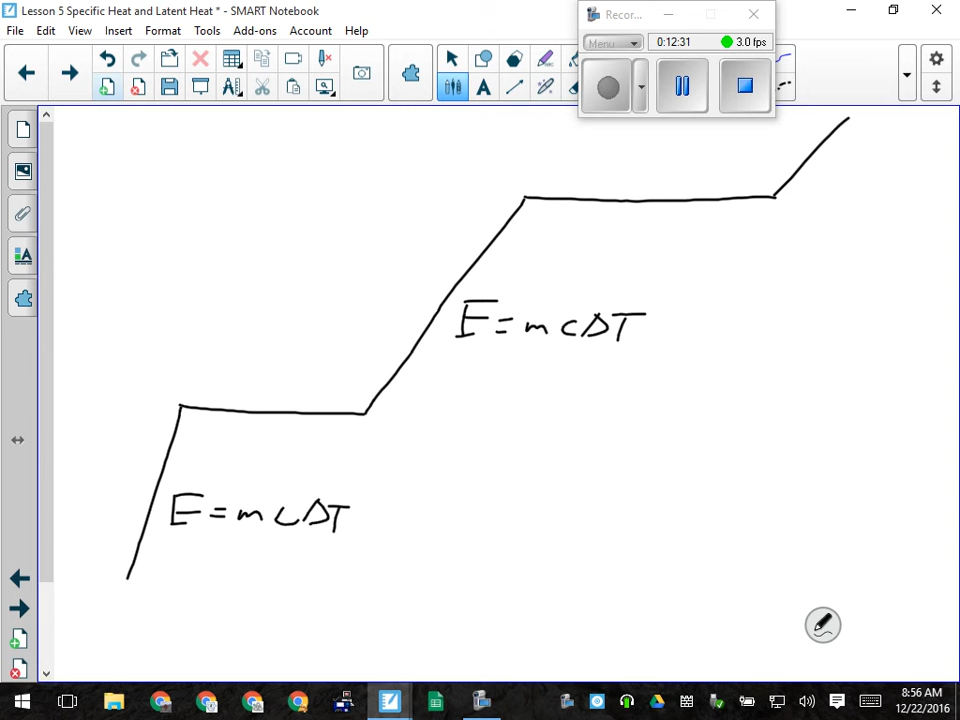 Lesson 5 Specific Heat and Latent Heat * - SMART Notebook
Recor...
File Edit View Insert Format Tools Add-ons Account Help
Menu
0:12:31
3.0 fps
A
E = mcΔT
E = mcΔT
8:56 AM
12/22/2016